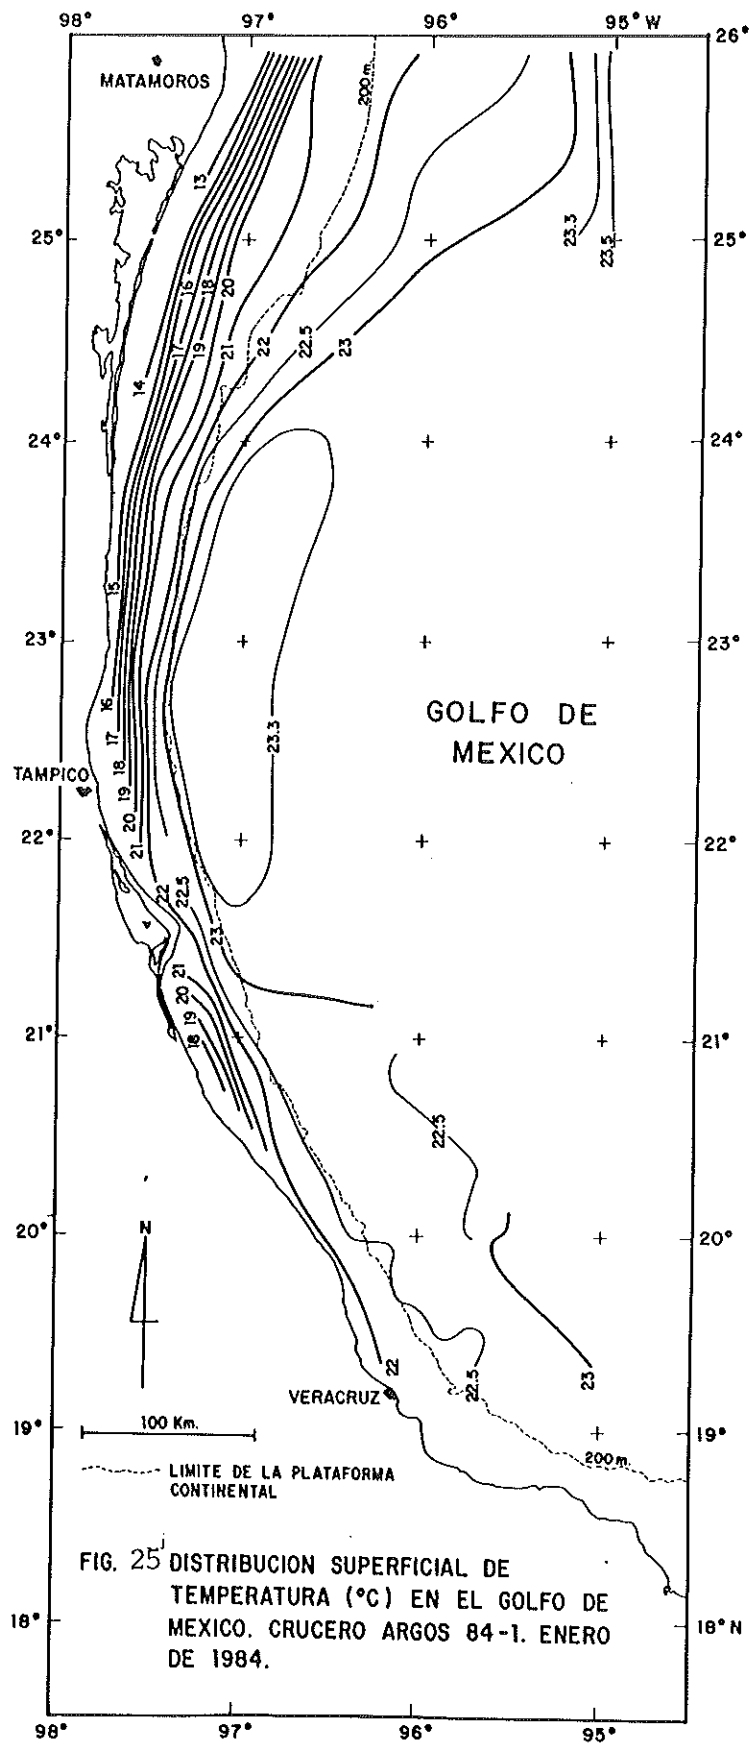 98° 97° 96° 95° W
26°
MATAMOROS
200 m.
13
25° 25°
23.3
23.5
16 18 20
17 19 21 22 22.5 23
14
24° 24°
15
23° 23°
16
17
18
19
20
21
23.3
GOLFO DE
MEXICO
TAMPICO
22° 22°
22 22.5
23
21
20
19
18
21° 21°
22.5
N
20° 20°
22
22.5
23
VERACRUZ
19° 19°
100 Km.
200 m.
LIMITE DE LA PLATAFORMA
CONTINENTAL
FIG. 25 DISTRIBUCION SUPERFICIAL DE
TEMPERATURA (°C) EN EL GOLFO DE
MEXICO. CRUCERO ARGOS 84-1. ENERO
DE 1984.
18° 18° N
98° 97° 96° 95°